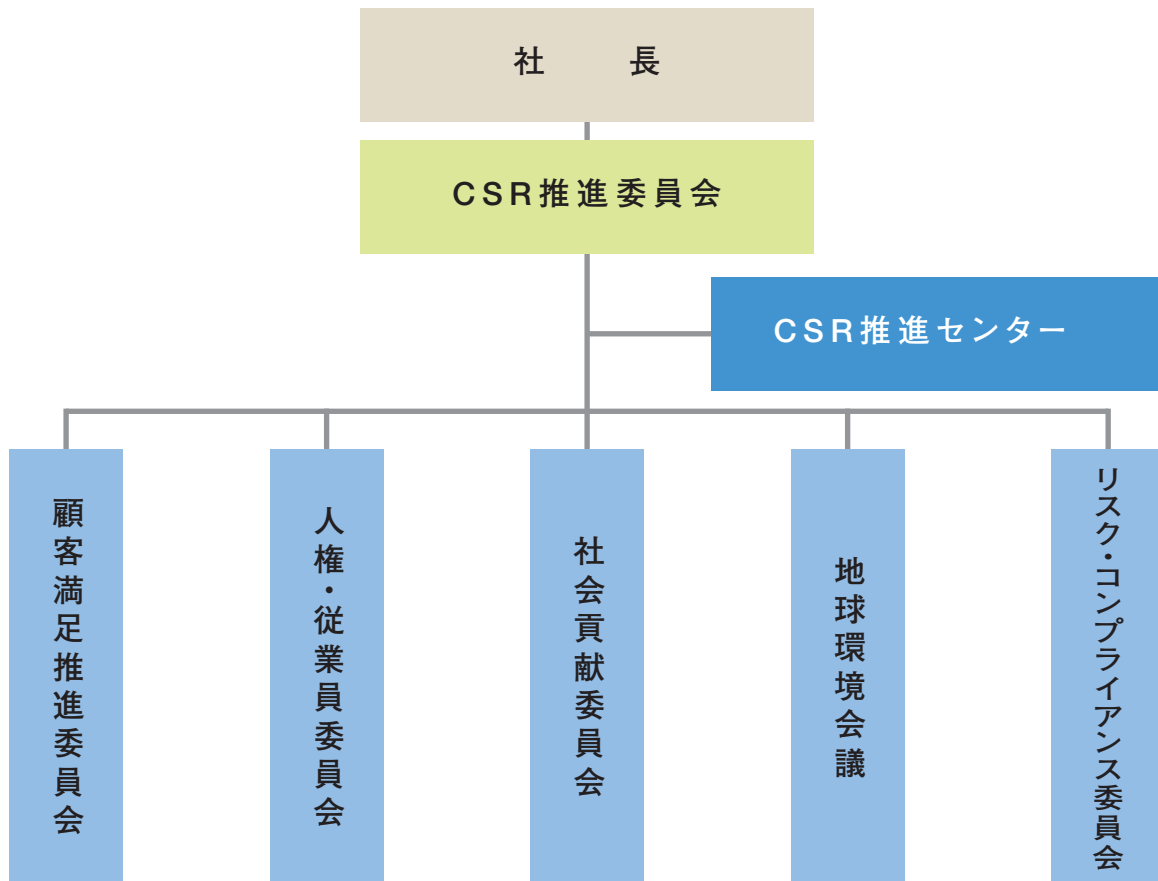 社　長
CSR推進委員会
CSR推進センター
顧客満足推進委員会
人権・従業員委員会
社会貢献委員会
地球環境会議
リスク・コンプライアンス委員会